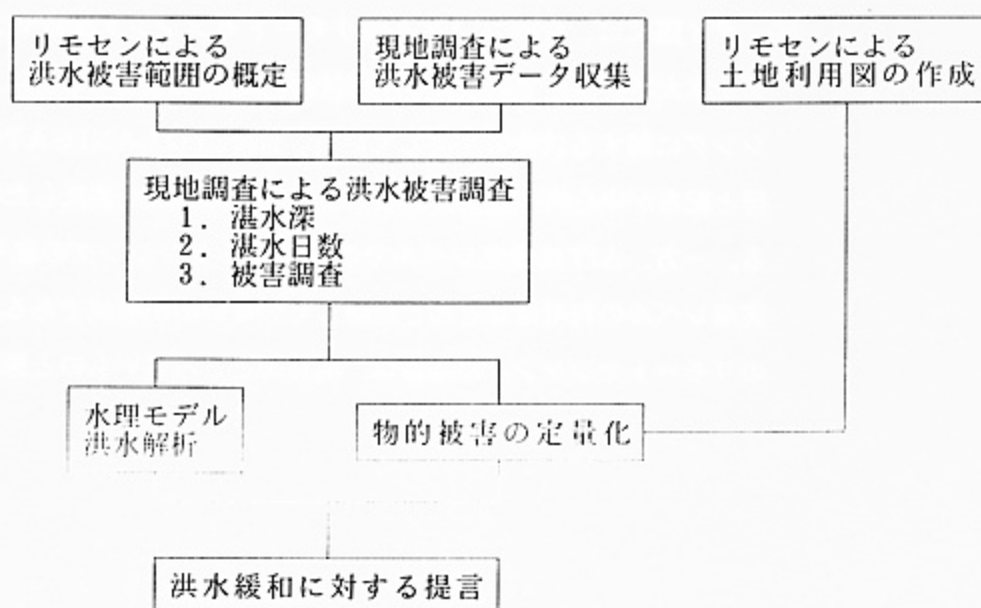 リモセンによる
洪水被害範囲の概定
現地調査による
洪水被害データ収集
リモセンによる
土地利用図の作成
現地調査による洪水被害調査
1. 湛水深
2. 湛水日数
3. 被害調査
水理モデル
洪水解析
物的被害の定量化
洪水緩和に対する提言